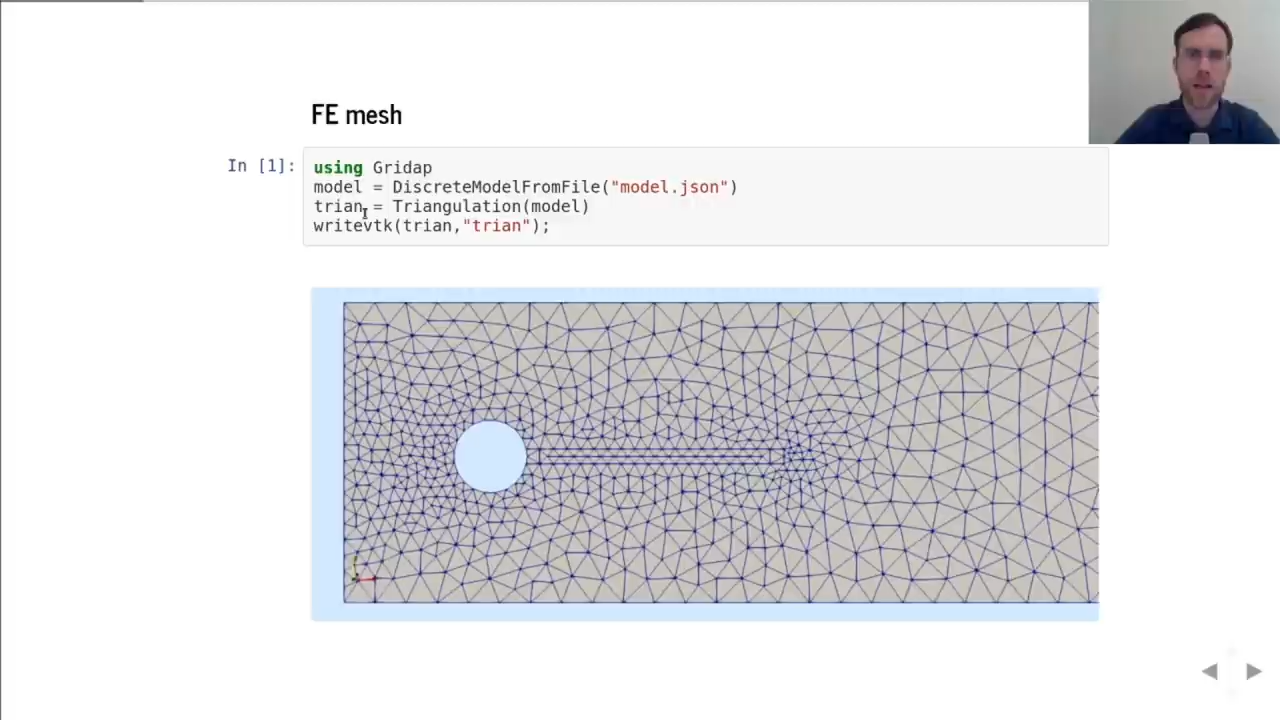 FE mesh
In [1]:
using Gridap
model = DiscreteModelFromFile("model.json")
trian = Triangulation(model)
writevtk(trian,"trian");